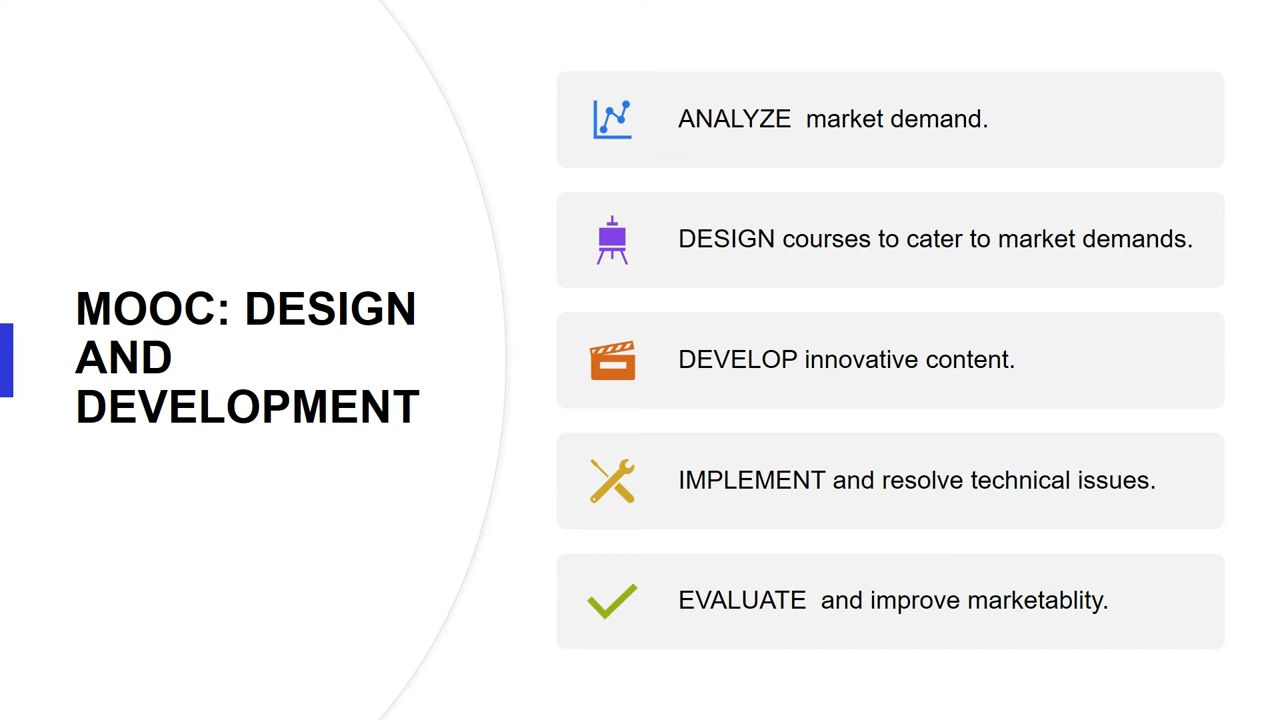 MOOC: DESIGN
AND
DEVELOPMENT
ANALYZE  market demand.
DESIGN courses to cater to market demands.
DEVELOP innovative content.
IMPLEMENT and resolve technical issues.
EVALUATE  and improve marketablity.